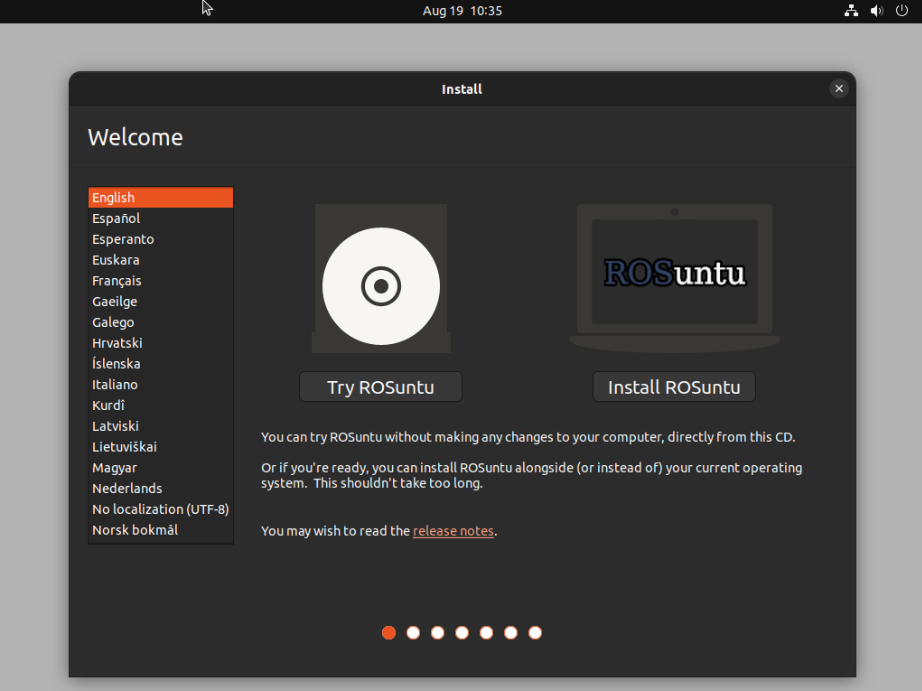 Aug 19 10:35
Install
Welcome
English
Español
Esperanto
Euskara
Français
Gaeilge
Galego
Hrvatski
Íslenska
Italiano
Kurdî
Latviski
Lietuviškai
Magyar
Nederlands
No localization (UTF-8)
Norsk bokmål
ROSuntu
Try ROSuntu
Install ROSuntu
You can try ROSuntu without making any changes to your computer, directly from this CD.
Or if you're ready, you can install ROSuntu alongside (or instead of) your current operating
system. This shouldn't take too long.
You may wish to read the release notes.